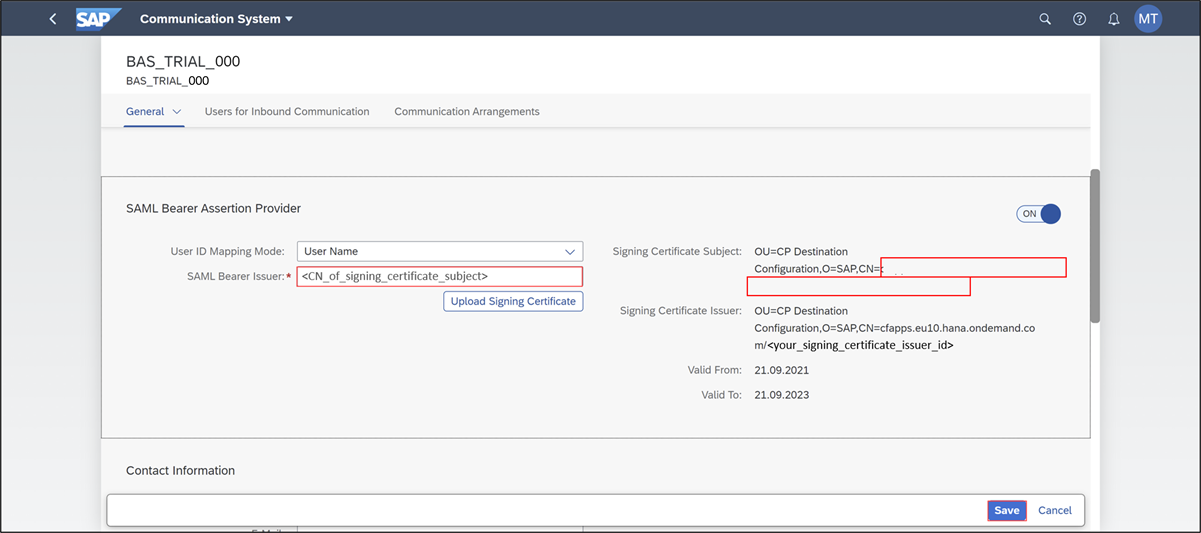 SAP Communication System
MT
BAS_TRIAL_000
BAS_TRIAL_000
General Users for Inbound Communication Communication Arrangements
SAML Bearer Assertion Provider
ON
User ID Mapping Mode: User Name
SAML Bearer Issuer:* <CN_of_signing_certificate_subject>
Upload Signing Certificate
Signing Certificate Subject: OU=CP Destination
Configuration,O=SAP,CN=
Signing Certificate Issuer: OU=CP Destination
Configuration,O=SAP,CN=cfapps.eu10.hana.ondemand.co
m/<your_signing_certificate_issuer_id>
Valid From: 21.09.2021
Valid To: 21.09.2023
Contact Information
Save Cancel